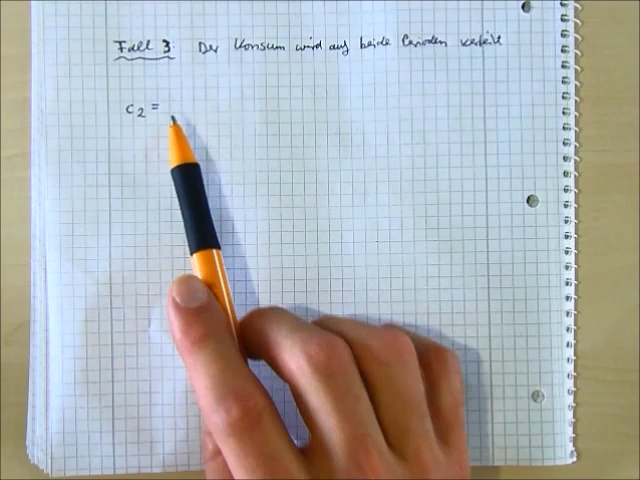 Fall 3: Der Konsum wird auf beide Perioden verteilt
c₂ =